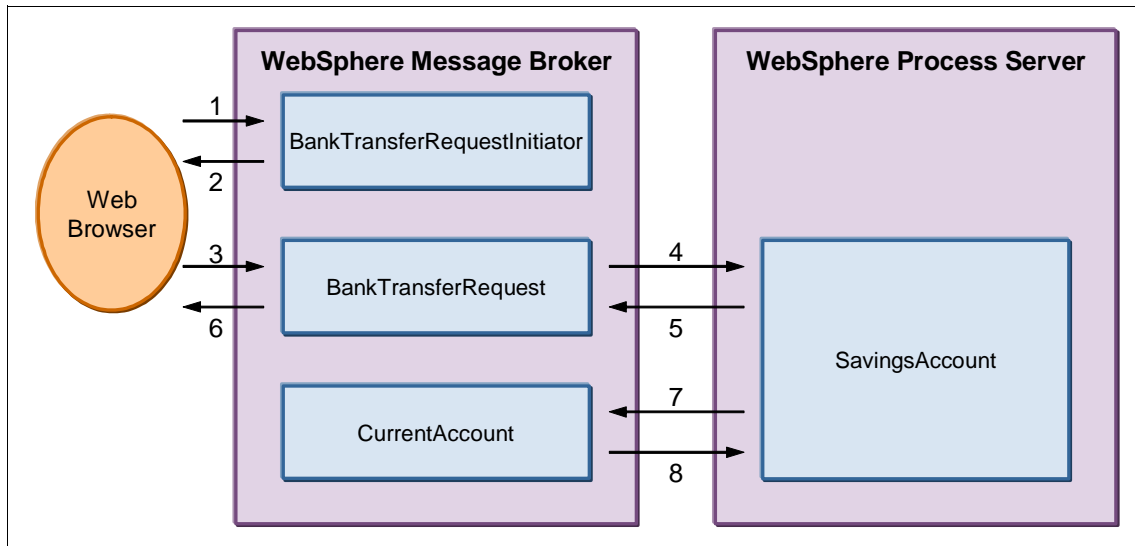 WebSphere Message Broker
WebSphere Process Server
1
BankTransferRequestInitiator
2
Web
Browser
3
4
BankTransferRequest
6
5
SavingsAccount
7
CurrentAccount
8